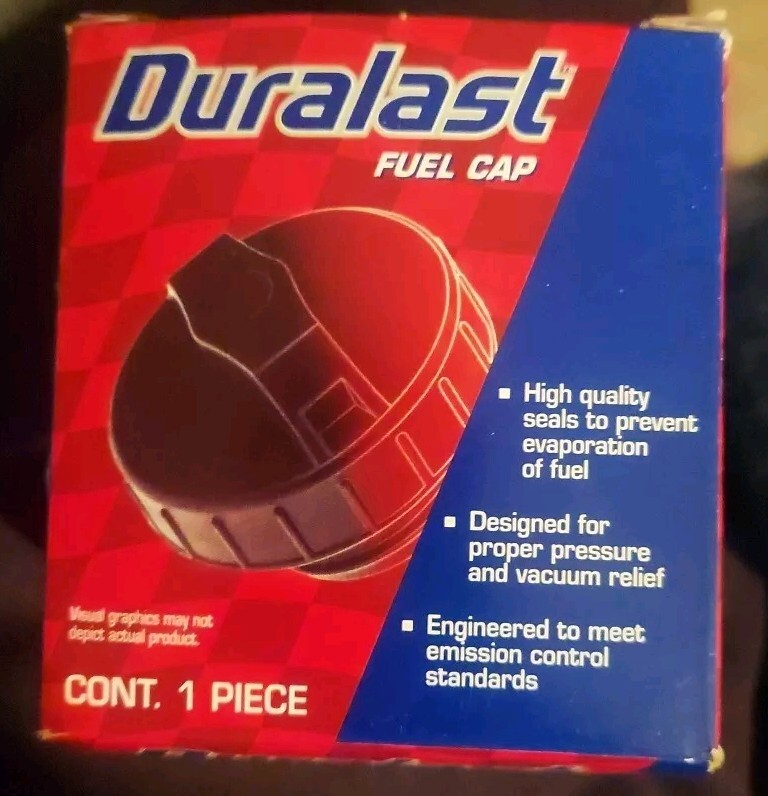 Duralast™
FUEL CAP
▪ High quality
seals to prevent
evaporation
of fuel
▪ Designed for
proper pressure
and vacuum relief
▪ Engineered to meet
emission control
standards
Visual graphics may not
depict actual product.
CONT. 1 PIECE